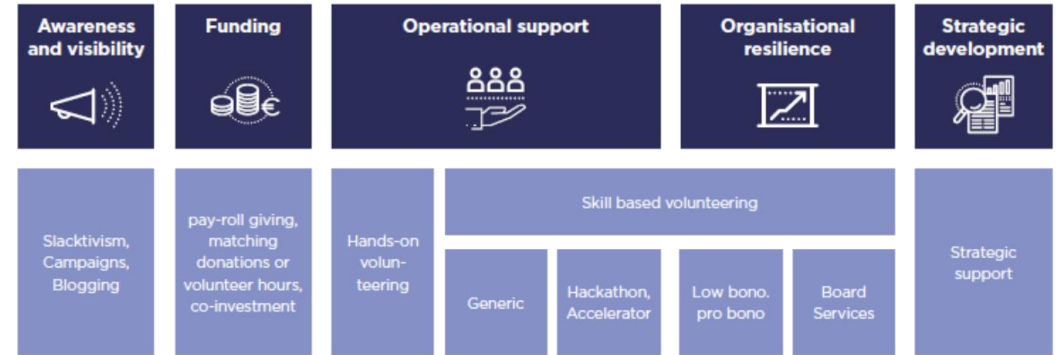 Awareness
and visibility
Funding
Operational support
Organisational
resilience
Strategic
development
€
Slacktivism,
Campaigns,
Blogging
pay-roll giving,
matching
donations or
volunteer hours,
co-investment
Hands-on
volun-
teering
Skill based volunteering
Generic
Hackathon,
Accelerator
Low bono.
pro bono
Board
Services
Strategic
support